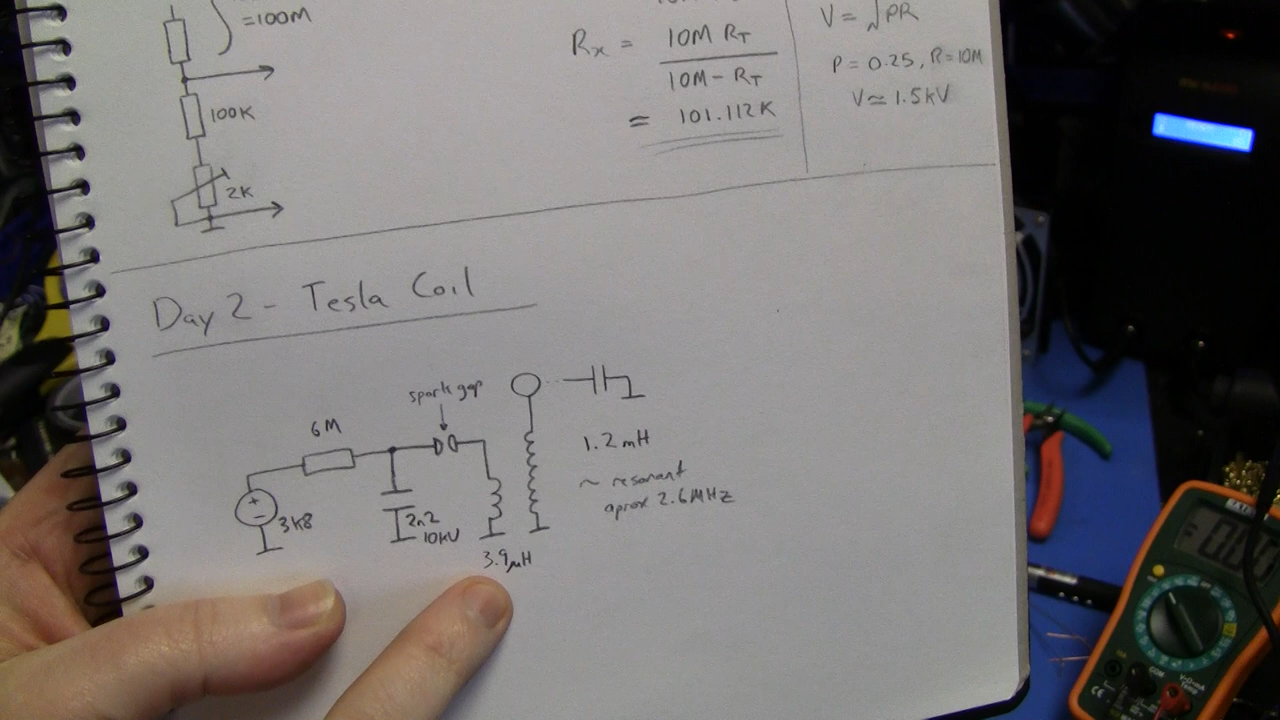 =100M
100K
2K
Rx = 10M RT
10M - RT
= 101.112K
V = √PR
P = 0.25, R = 10M
V ≃ 1.5kV
Day 2 - Tesla Coil
spark gap
6M
3k8
2n2
10kV
3.9µH
1.2mH
~ resonant
aprox 2.6MHz